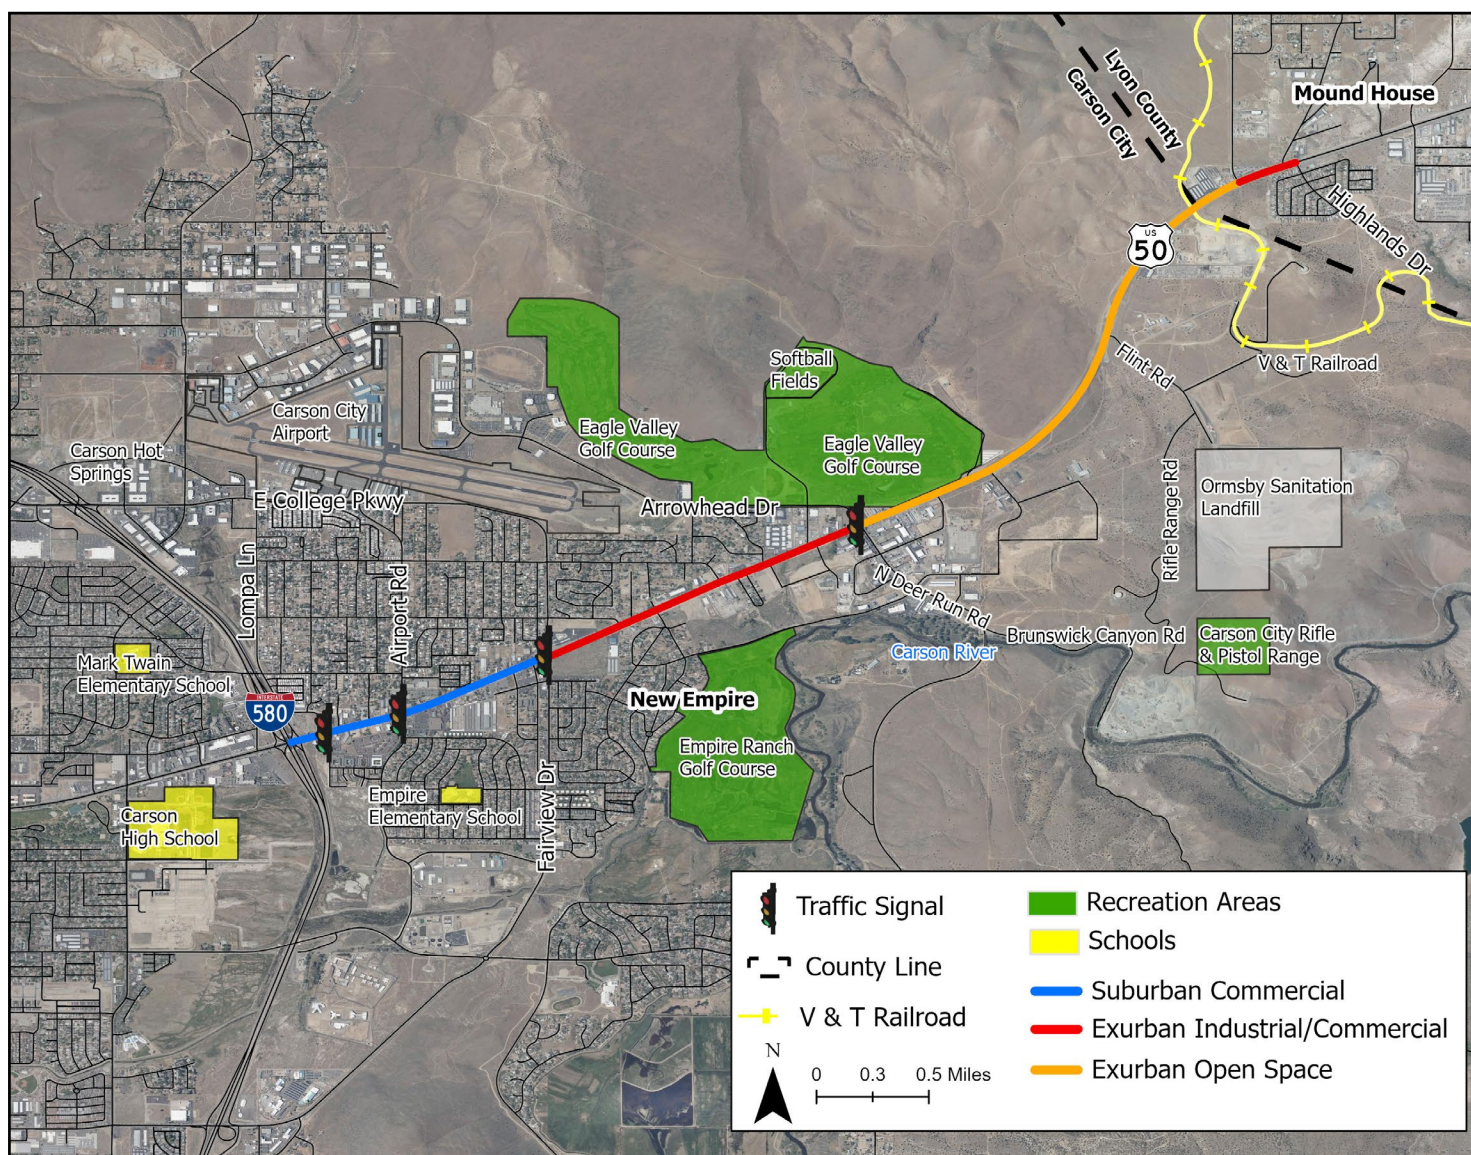 Mound House
Lyon County
Carson City
Highlands Dr
US
50
V & T Railroad
Flint Rd
Softball
Fields
Eagle Valley
Golf Course
Eagle Valley
Golf Course
Carson City
Airport
Carson Hot
Springs
E College Pkwy
Arrowhead Dr
Ormsby Sanitation
Landfill
Rifle Range Rd
Lompa Ln
Airport Rd
N Deer Run Rd
Brunswick Canyon Rd
Carson City Rifle
& Pistol Range
Carson River
Mark Twain
Elementary School
INTERSTATE
580
New Empire
Empire Ranch
Golf Course
Empire
Elementary School
Fairview Dr
Carson
High School
Traffic Signal
County Line
V & T Railroad
N
0 0.3 0.5 Miles
Recreation Areas
Schools
Suburban Commercial
Exurban Industrial/Commercial
Exurban Open Space